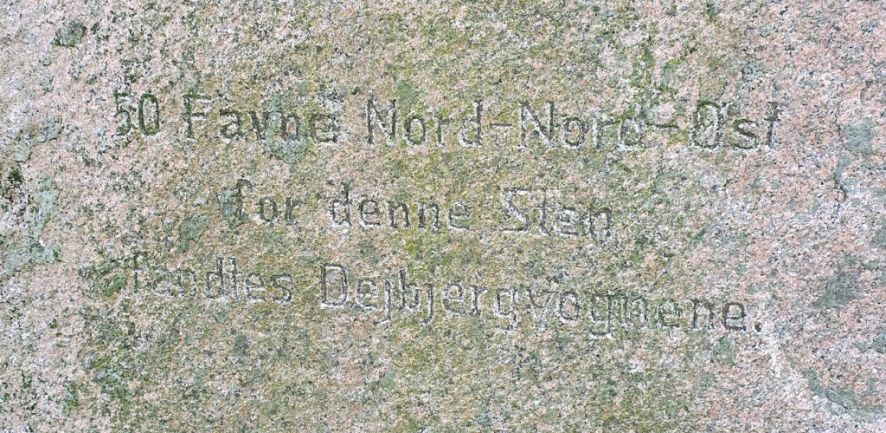 50 Favne Nord-Nord-Øst
for denne Sten
fandtes Dejbjergvognene.